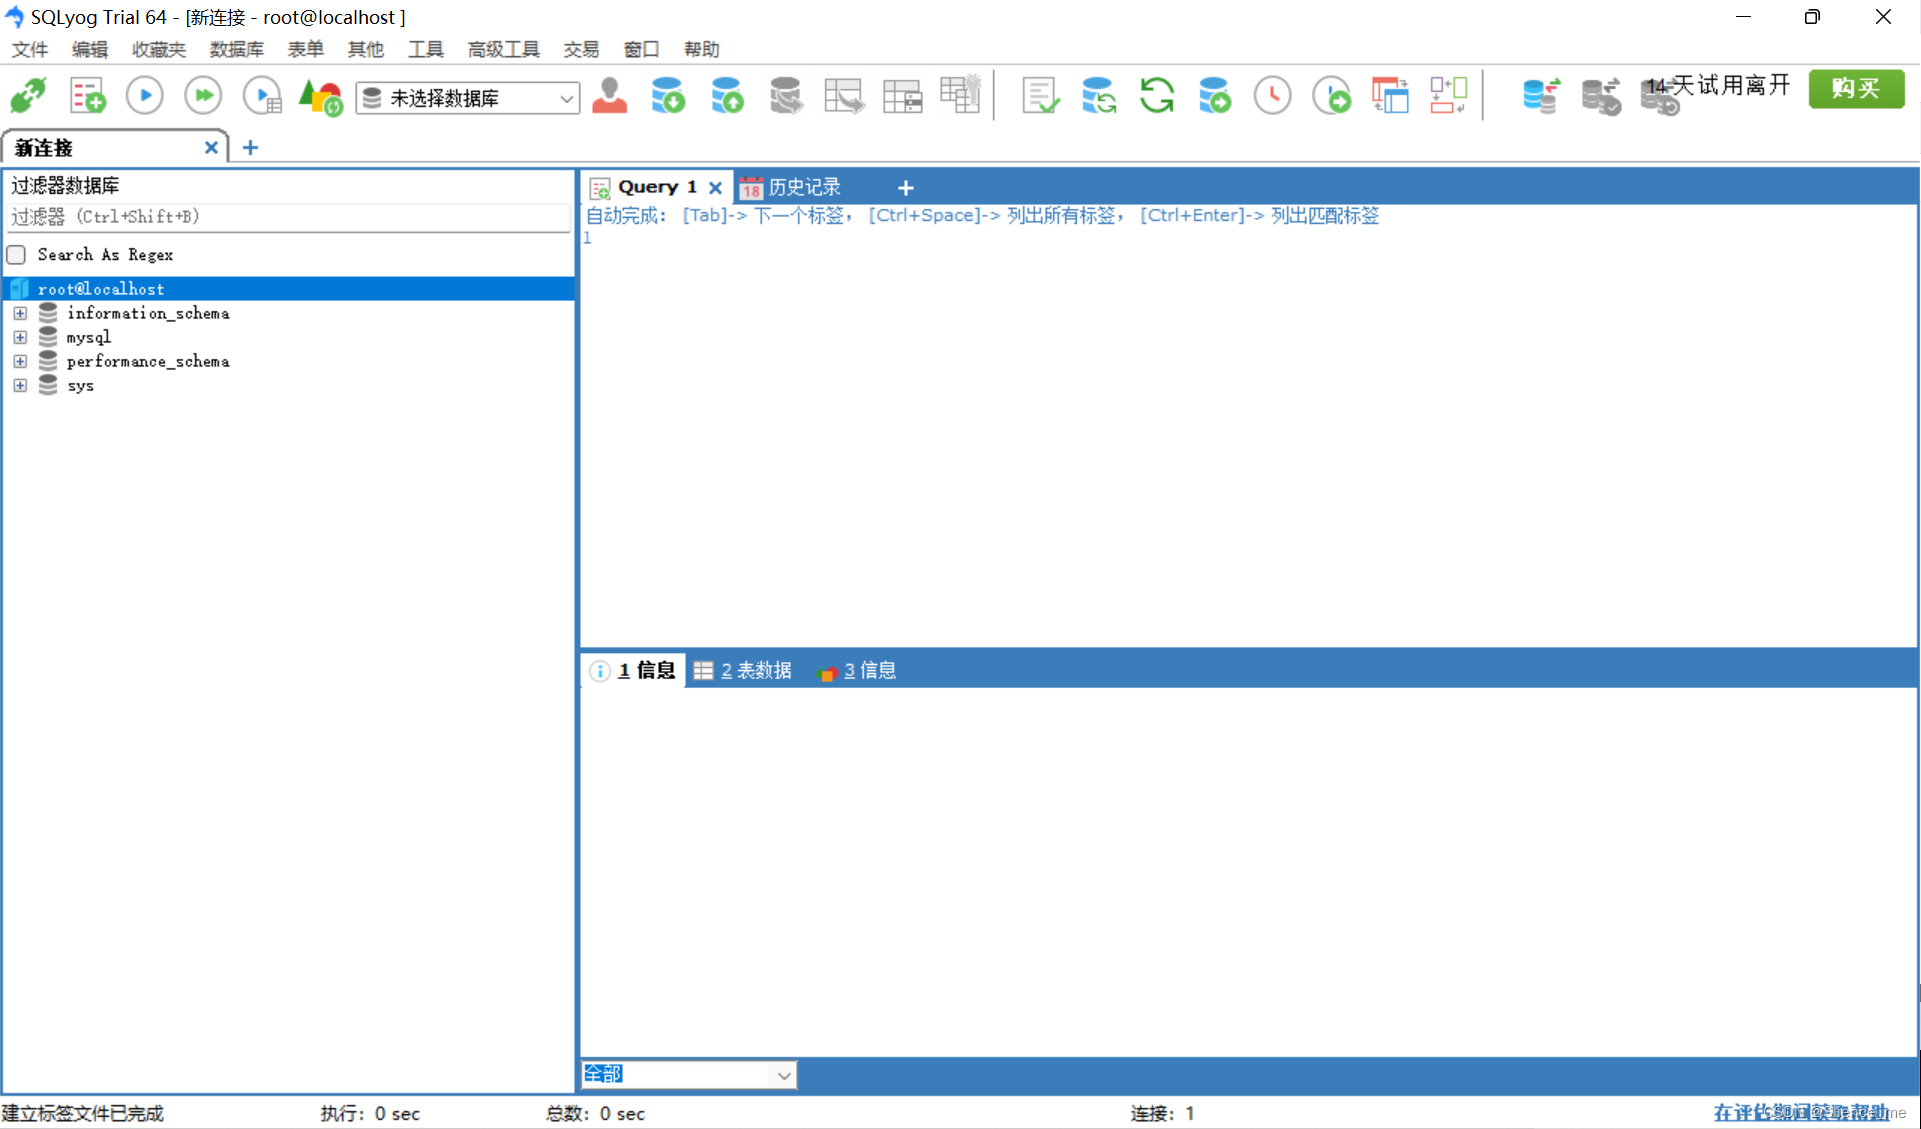 SQLyog Trial 64 - [新连接 - root@localhost ]
文件 编辑 收藏夹 数据库 表单 其他 工具 高级工具 交易 窗口 帮助
未选择数据库 14天试用离开 购买
新连接
过滤器数据库
过滤器 (Ctrl+Shift+B)
Search As Regex
root@localhost
information_schema
mysql
performance_schema
sys
Query 1 18 历史记录
自动完成： [Tab]-> 下一个标签， [Ctrl+Space]-> 列出所有标签， [Ctrl+Enter]-> 列出匹配标签
1
1 信息 2 表数据 3 信息
全部
建立标签文件已完成 执行： 0 sec 总数： 0 sec 连接： 1
在评估期间获取帮助